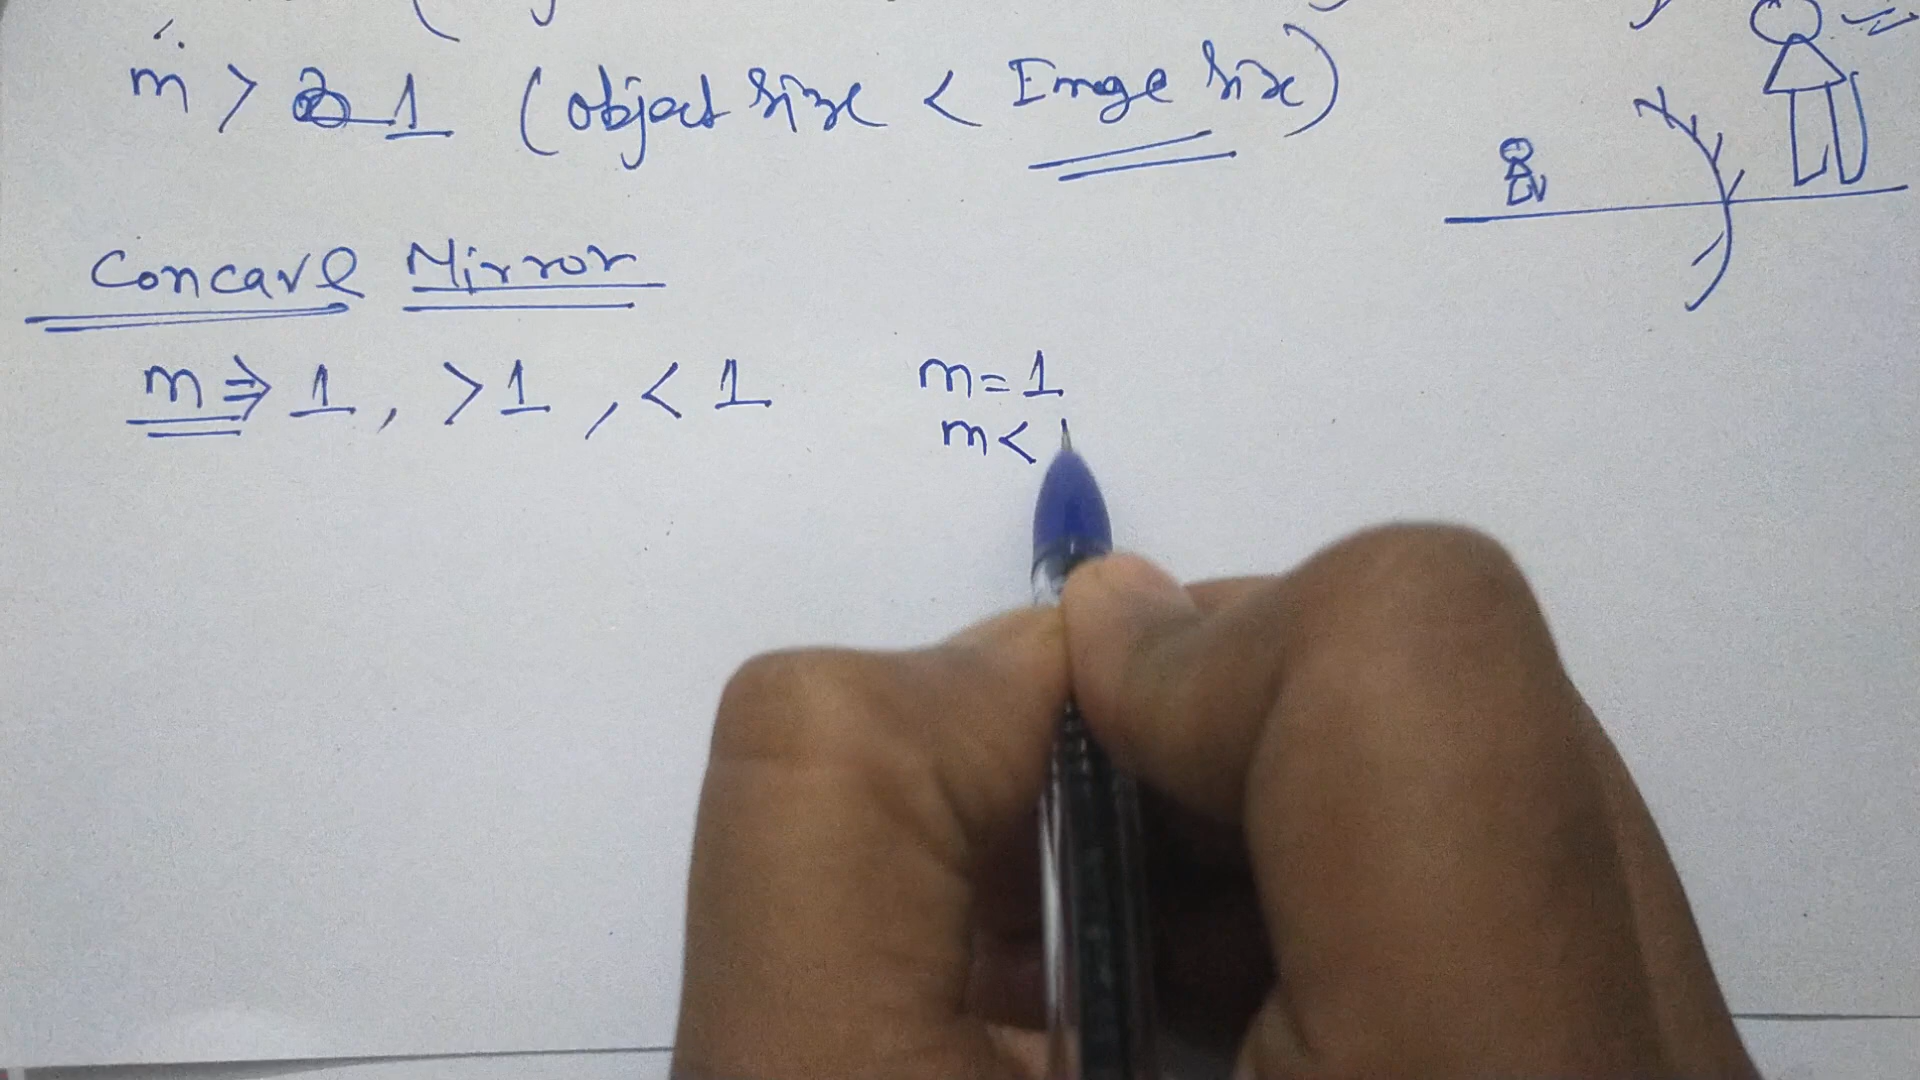 m > 1 (object size < Image size)
Concave Mirror
m ⇒ 1, >1, < 1
m = 1
m <